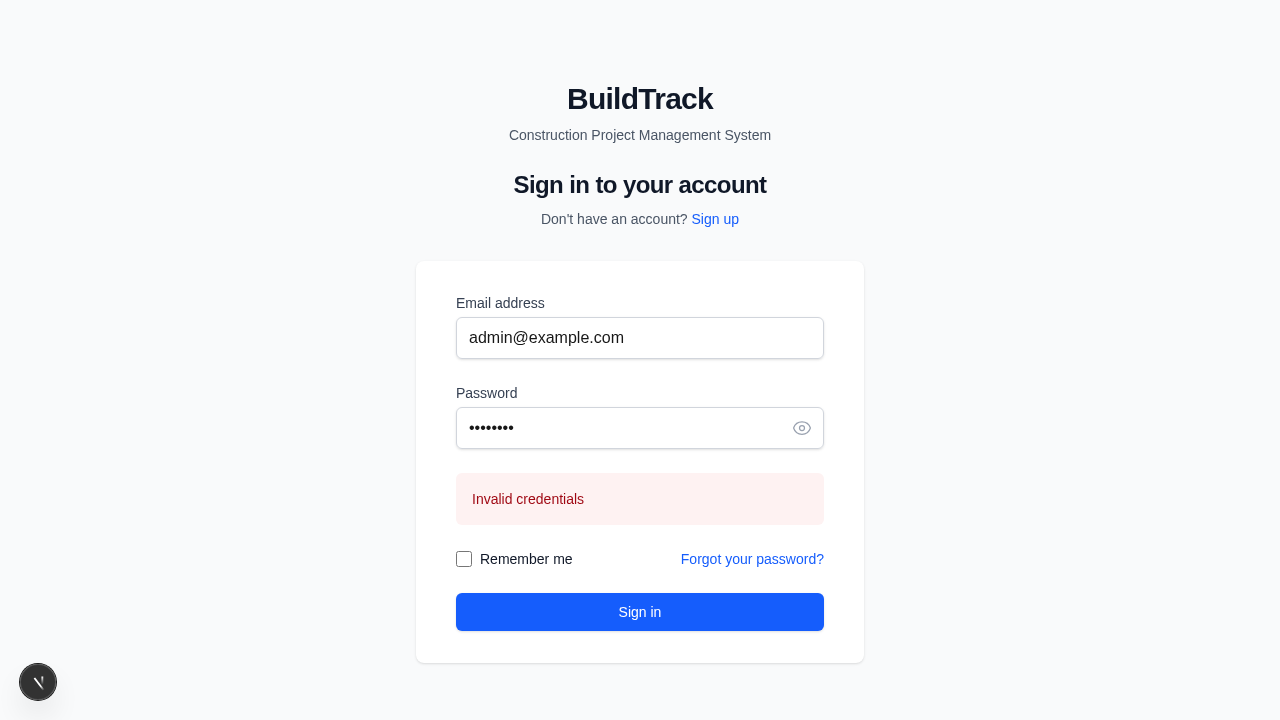 BuildTrack
Construction Project Management System
Sign in to your account
Don't have an account? Sign up
Email address
admin@example.com
Password
••••••••
Invalid credentials
Remember me Forgot your password?
Sign in